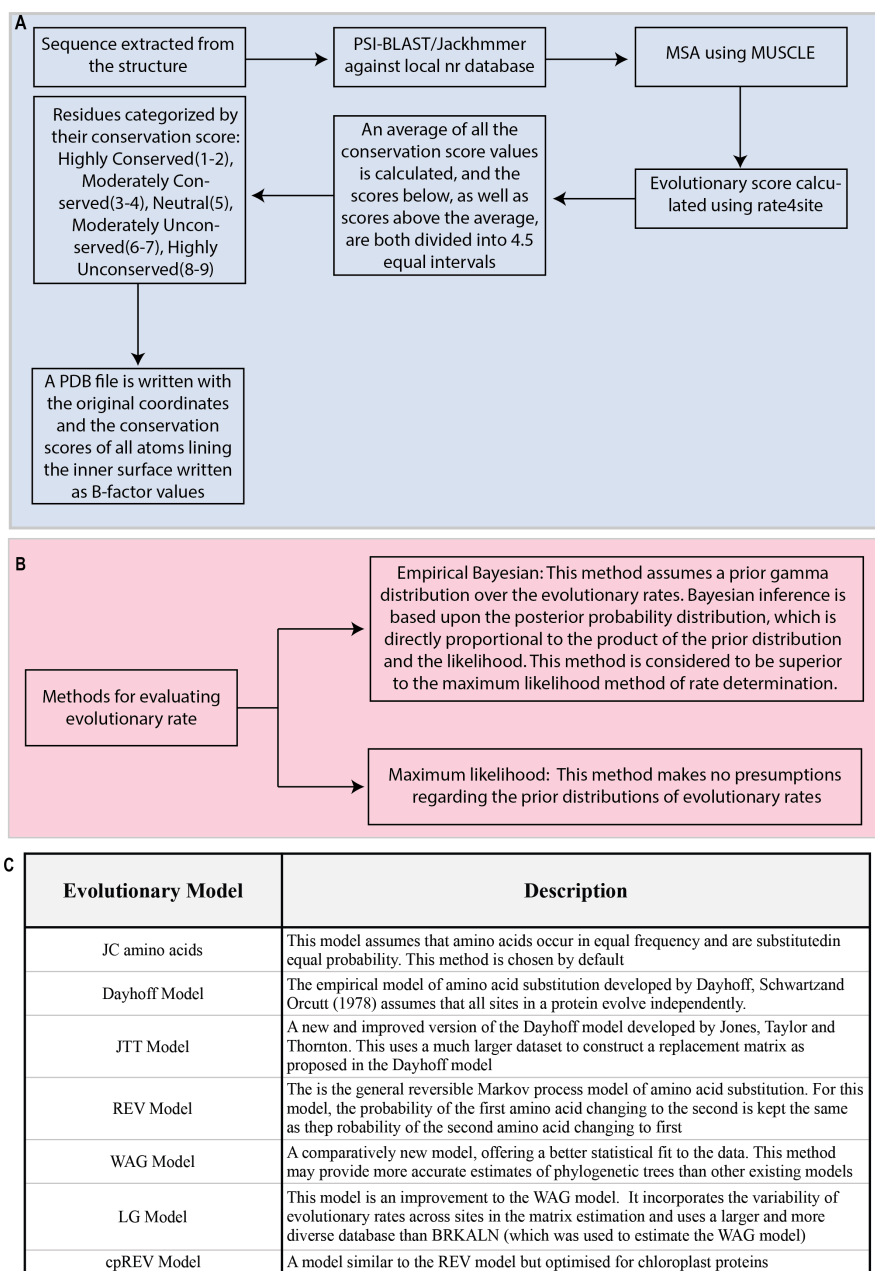 A
Sequence extracted from
the structure
PSI-BLAST/Jackhmmer
against local nr database
MSA using MUSCLE
Evolutionary score calcu-
lated using rate4site
An average of all the
conservation score values
is calculated, and the
scores below, as well as
scores above the average,
are both divided into 4.5
equal intervals
Residues categorized by
their conservation score:
Highly Conserved(1-2),
Moderately Con-
served(3-4), Neutral(5),
Moderately Uncon-
served(6-7), Highly
Unconserved(8-9)
A PDB file is written with
the original coordinates
and the conservation
scores of all atoms lining
the inner surface written
as B-factor values
B
Methods for evaluating
evolutionary rate
Empirical Bayesian: This method assumes a prior gamma
distribution over the evolutionary rates. Bayesian inference is
based upon the posterior probability distribution, which is
directly proportional to the product of the prior distribution
and the likelihood. This method is considered to be superior
to the maximum likelihood method of rate determination.
Maximum likelihood: This method makes no presumptions
regarding the prior distributions of evolutionary rates
C
Evolutionary Model
Description
JC amino acids
This model assumes that amino acids occur in equal frequency and are substitutedin
equal probability. This method is chosen by default
Dayhoff Model
The empirical model of amino acid substitution developed by Dayhoff, Schwartzand
Orcutt (1978) assumes that all sites in a protein evolve independently.
JTT Model
A new and improved version of the Dayhoff model developed by Jones, Taylor and
Thornton. This uses a much larger dataset to construct a replacement matrix as
proposed in the Dayhoff model
REV Model
The is the general reversible Markov process model of amino acid substitution. For this
model, the probability of the first amino acid changing to the second is kept the same
as thep robability of the second amino acid changing to first
WAG Model
A comparatively new model, offering a better statistical fit to the data. This method
may provide more accurate estimates of phylogenetic trees than other existing models
LG Model
This model is an improvement to the WAG model. It incorporates the variability of
evolutionary rates across sites in the matrix estimation and uses a larger and more
diverse database than BRKALN (which was used to estimate the WAG model)
cpREV Model
A model similar to the REV model but optimised for chloroplast proteins